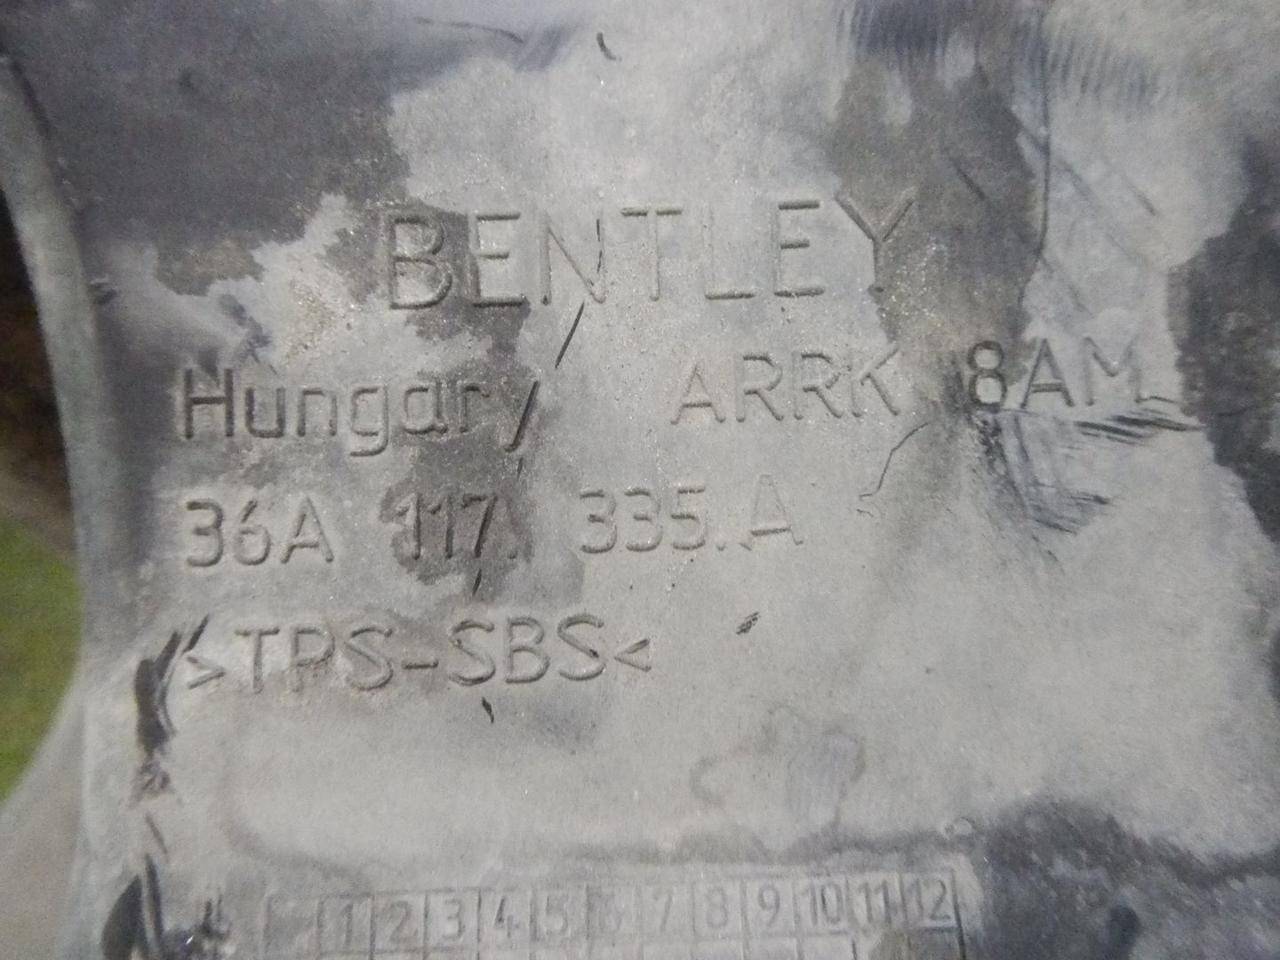 BENTLEY
Hungary ARRK 8AM
36A 117. 335. A
>TPS-SBS<
1 2 3 4 5 6 7 8 9 10 11 12